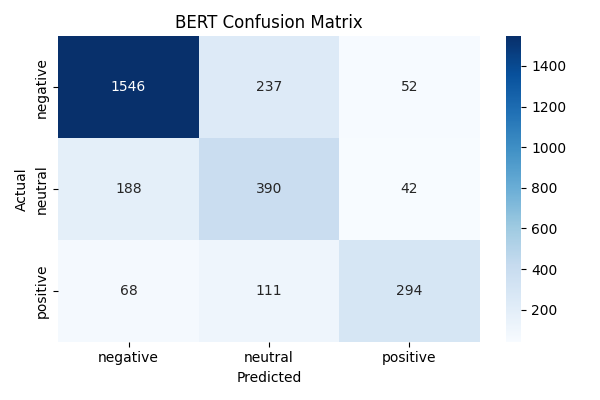 BERT Confusion Matrix
Actual
negative
1546 237 52
neutral
188 390 42
positive
68 111 294
negative neutral positive
Predicted
1400
1200
1000
800
600
400
200